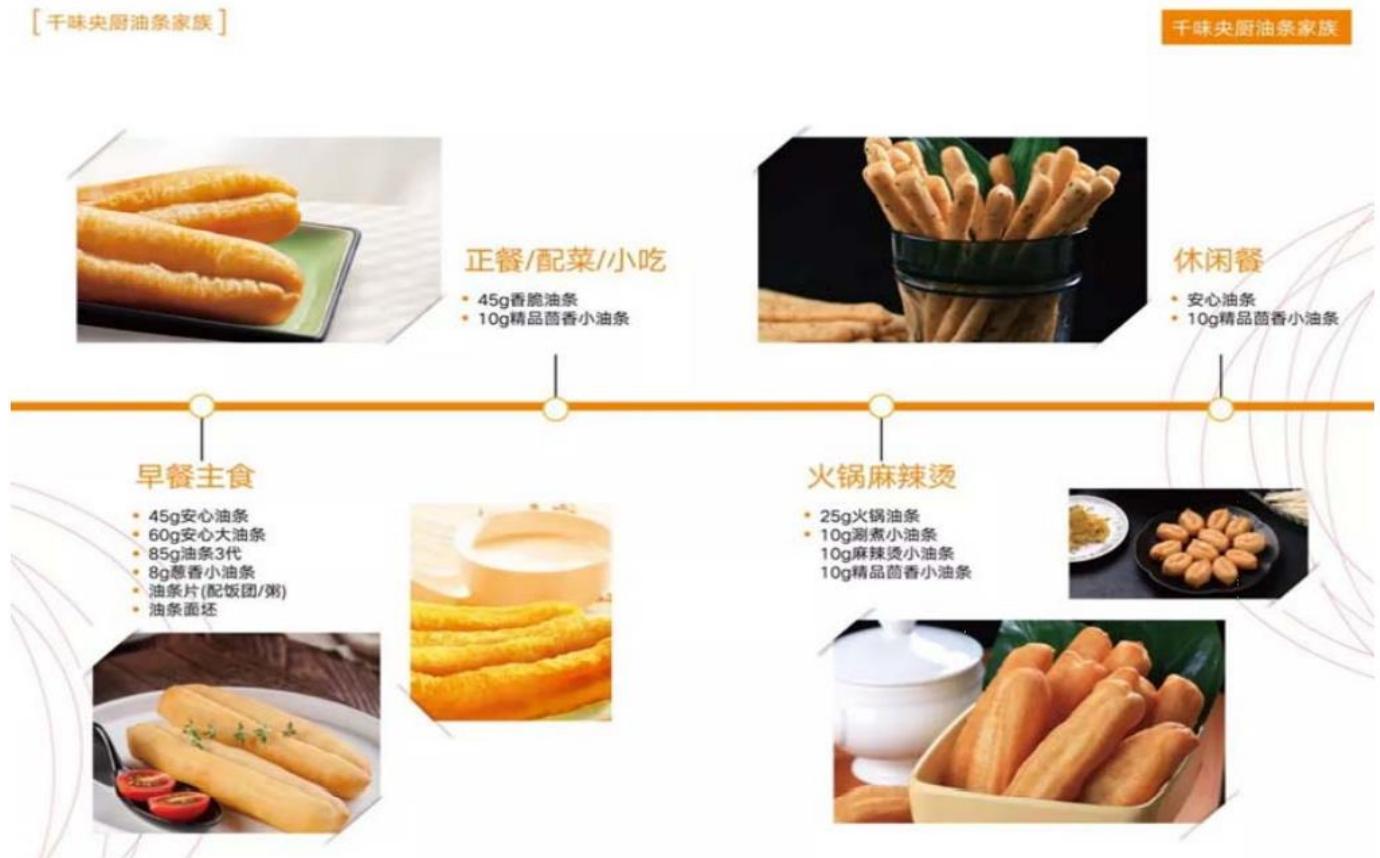 [千味央厨油条家族]
千味央厨油条家族
正餐/配菜/小吃
• 45g香脆油条
• 10g精品茴香小油条
休闲餐
• 安心油条
• 10g精品茴香小油条
早餐主食
• 45g安心油条
• 60g安心大油条
• 85g油条3代
• 8g葱香小油条
• 油条片(配饭团/粥)
• 油条面坯
火锅麻辣烫
• 25g火锅油条
• 10g涮煮小油条
10g麻辣烫小油条
10g精品茴香小油条